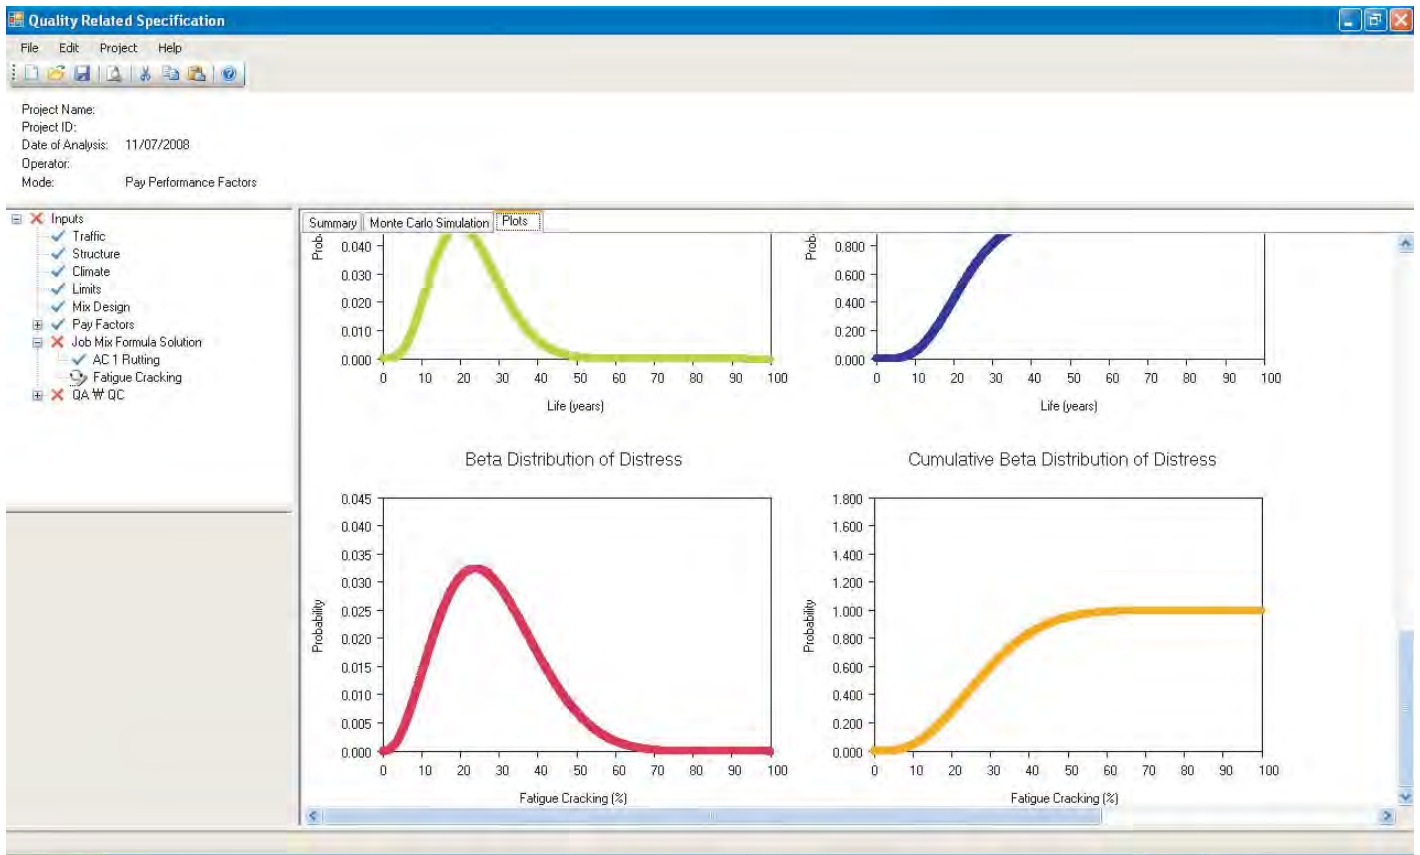 Quality Related Specification
File Edit Project Help
Project Name:
Project ID:
Date of Analysis: 11/07/2008
Operator:
Mode: Pay Performance Factors
Inputs
Traffic
Structure
Climate
Limits
Mix Design
Pay Factors
Job Mix Formula Solution
AC 1 Rutting
Fatigue Cracking
QA ₩ QC
Summary Monte Carlo Simulation Plots
Prob
0.040
0.030
0.020
0.010
0.000
0 10 20 30 40 50 60 70 80 90 100
Life (years)
Prob
0.800
0.600
0.400
0.200
0.000
0 10 20 30 40 50 60 70 80 90 100
Life (years)
Beta Distribution of Distress
Probability
0.045
0.040
0.035
0.030
0.025
0.020
0.015
0.010
0.005
0.000
0 10 20 30 40 50 60 70 80 90 100
Fatigue Cracking (%)
Cumulative Beta Distribution of Distress
Probability
1.800
1.600
1.400
1.200
1.000
0.800
0.600
0.400
0.200
0.000
0 10 20 30 40 50 60 70 80 90 100
Fatigue Cracking (%)